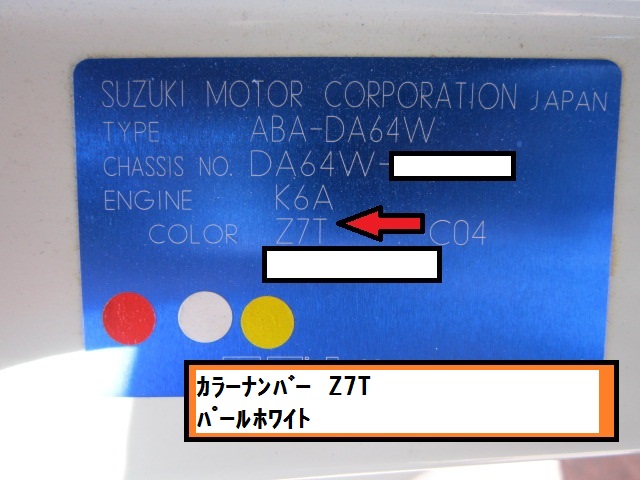 SUZUKI MOTOR CORPORATION JAPAN
TYPE ABA-DA64W
CHASSIS NO. DA64W-
ENGINE K6A
COLOR Z7T C04
ｶﾗｰﾅﾝﾊﾞｰ Z7T
ﾊﾟｰﾙﾎﾜｲﾄ